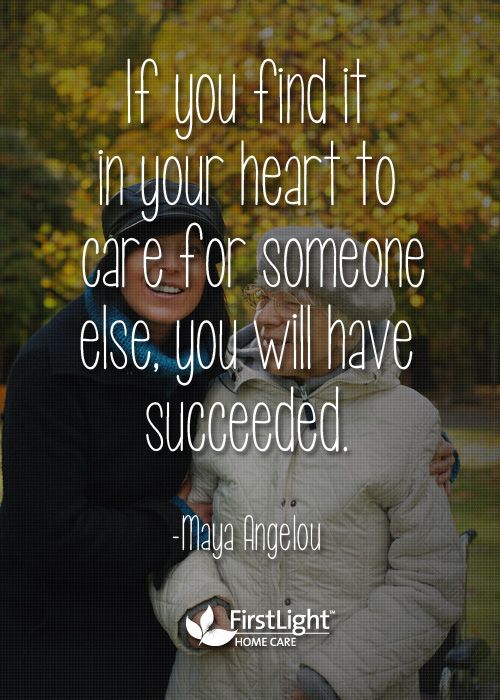 If you find it
in your heart to
care for someone
else, you will have
succeeded.
-Maya Angelou
FirstLight™
HOME CARE